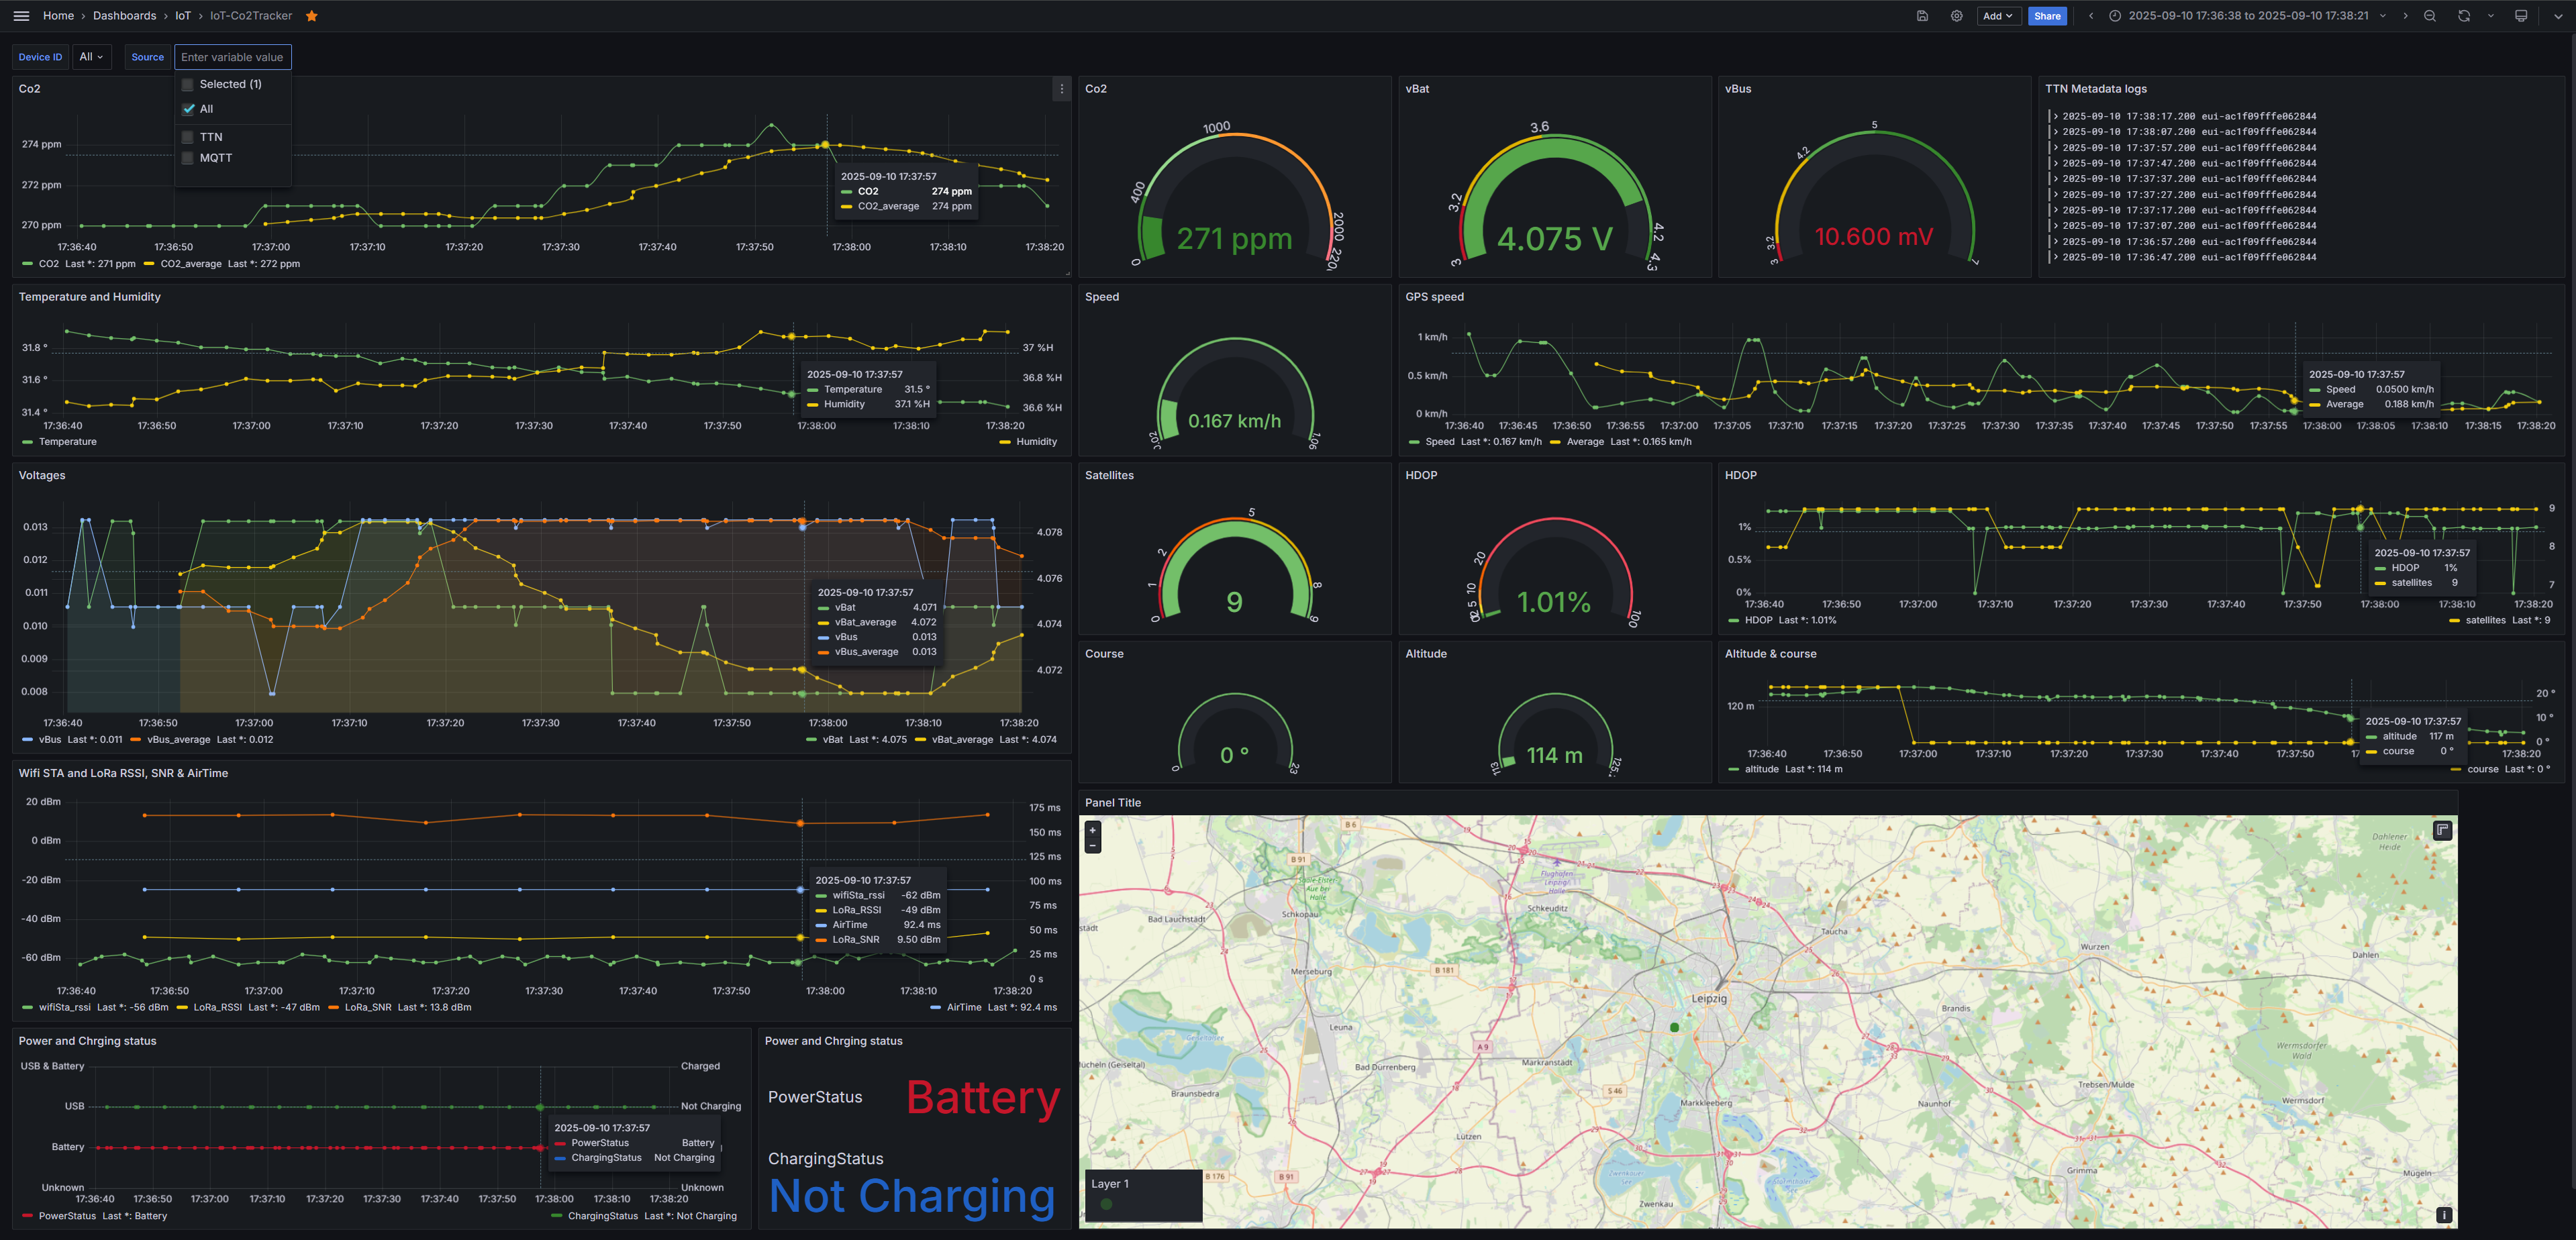 Home › Dashboards › IoT › IoT-Co2Tracker
Add
Share
2025-09-10 17:36:38 to 2025-09-10 17:38:21
Device ID All Source Enter variable value
Selected (1)
All
TTN
MQTT
Co2
274 ppm
272 ppm
270 ppm
17:36:40 17:36:50 17:37:00 17:37:10 17:37:20 17:37:30 17:37:40 17:37:50 17:38:00 17:38:10 17:38:20
2025-09-10 17:37:57
CO2 274 ppm
CO2_average 274 ppm
CO2 Last *: 271 ppm CO2_average Last *: 272 ppm
Co2
0 400 1000 2000
271 ppm
vBat
3 3.2 3.6 4.2 4.3
4.075 V
vBus
3 3.2 4.2 5 7
10.600 mV
TTN Metadata logs
› 2025-09-10 17:38:17.200 eui-ac1f09fffe062844
› 2025-09-10 17:38:07.200 eui-ac1f09fffe062844
› 2025-09-10 17:37:57.200 eui-ac1f09fffe062844
› 2025-09-10 17:37:47.200 eui-ac1f09fffe062844
› 2025-09-10 17:37:37.200 eui-ac1f09fffe062844
› 2025-09-10 17:37:27.200 eui-ac1f09fffe062844
› 2025-09-10 17:37:17.200 eui-ac1f09fffe062844
› 2025-09-10 17:37:07.200 eui-ac1f09fffe062844
› 2025-09-10 17:36:57.200 eui-ac1f09fffe062844
› 2025-09-10 17:36:47.200 eui-ac1f09fffe062844
Temperature and Humidity
31.8 °
31.6 °
31.4 °
37 %H
36.8 %H
36.6 %H
17:36:40 17:36:50 17:37:00 17:37:10 17:37:20 17:37:30 17:37:40 17:37:50 17:38:00 17:38:10 17:38:20
2025-09-10 17:37:57
Temperature 31.5 °
Humidity 37.1 %H
Temperature
Humidity
Speed
0.167 km/h
GPS speed
1 km/h
0.5 km/h
0 km/h
17:36:40 17:36:45 17:36:50 17:36:55 17:37:00 17:37:05 17:37:10 17:37:15 17:37:20 17:37:25 17:37:30 17:37:35 17:37:40 17:37:45 17:37:50 17:37:55 17:38:00 17:38:05 17:38:10 17:38:15 17:38:20
2025-09-10 17:37:57
Speed 0.0500 km/h
Average 0.188 km/h
Speed Last *: 0.167 km/h Average Last *: 0.165 km/h
Voltages
0.013
0.012
0.011
0.010
0.009
0.008
4.078
4.076
4.074
4.072
17:36:40 17:36:50 17:37:00 17:37:10 17:37:20 17:37:30 17:37:40 17:37:50 17:38:00 17:38:10 17:38:20
2025-09-10 17:37:57
vBat 4.071
vBat_average 4.072
vBus 0.013
vBus_average 0.013
vBus Last *: 0.011 vBus_average Last *: 0.012
vBat Last *: 4.075 vBat_average Last *: 4.074
Satellites
0 1 2 5 8 9
9
HDOP
5 10 20 100
1.01%
HDOP
1%
0.5%
0%
9
8
7
17:36:40 17:36:50 17:37:00 17:37:10 17:37:20 17:37:30 17:37:40 17:37:50 17:38:00 17:38:10 17:38:20
2025-09-10 17:37:57
HDOP 1%
satellites 9
HDOP Last *: 1.01%
satellites Last *: 9
Course
0 23
0 °
Altitude
113
114 m
Altitude & course
120 m
20 °
10 °
0 °
17:36:40 17:36:50 17:37:00 17:37:10 17:37:20 17:37:30 17:37:40 17:37:50 17:38:20
2025-09-10 17:37:57
altitude 117 m
course 0 °
altitude Last *: 114 m
course Last *: 0 °
Wifi STA and LoRa RSSI, SNR & AirTime
20 dBm
0 dBm
-20 dBm
-40 dBm
-60 dBm
175 ms
150 ms
125 ms
100 ms
75 ms
50 ms
25 ms
0 s
17:36:40 17:36:50 17:37:00 17:37:10 17:37:20 17:37:30 17:37:40 17:37:50 17:38:00 17:38:10 17:38:20
2025-09-10 17:37:57
wifiSta_rssi -62 dBm
LoRa_RSSI -49 dBm
AirTime 92.4 ms
LoRa_SNR 9.50 dBm
wifiSta_rssi Last *: -56 dBm LoRa_RSSI Last *: -47 dBm LoRa_SNR Last *: 13.8 dBm
AirTime Last *: 92.4 ms
Power and Chrging status
USB & Battery
USB
Battery
Unknown
Charged
Not Charging
Unknown
17:36:40 17:36:50 17:37:00 17:37:10 17:37:20 17:37:30 17:37:40 17:37:50 17:38:00 17:38:10 17:38:20
2025-09-10 17:37:57
PowerStatus Battery
ChargingStatus Not Charging
PowerStatus Last *: Battery
ChargingStatus Last *: Not Charging
Power and Chrging status
PowerStatus
Battery
ChargingStatus
Not Charging
Panel Title
+
−
B 6
B 91
Dahlener
Heide
Flughafen
Leipzig/
Halle
Schkeuditz
Schkopau
Bad Lauchstädt
Taucha
Wurzen
Dahlen
Merseburg
B 181
Leipzig
Brandis
Leuna
A 9
Markranstädt
Bad Dürrenberg
Wermsdorfer
Wald
S 46
Braunsbedra
Markkleeberg
Naunhof
Trebsen/Mulde
Wermsdorf
Lützen
Grimma
Mügeln
B 176
B 91
Zwenkau
Layer 1
i